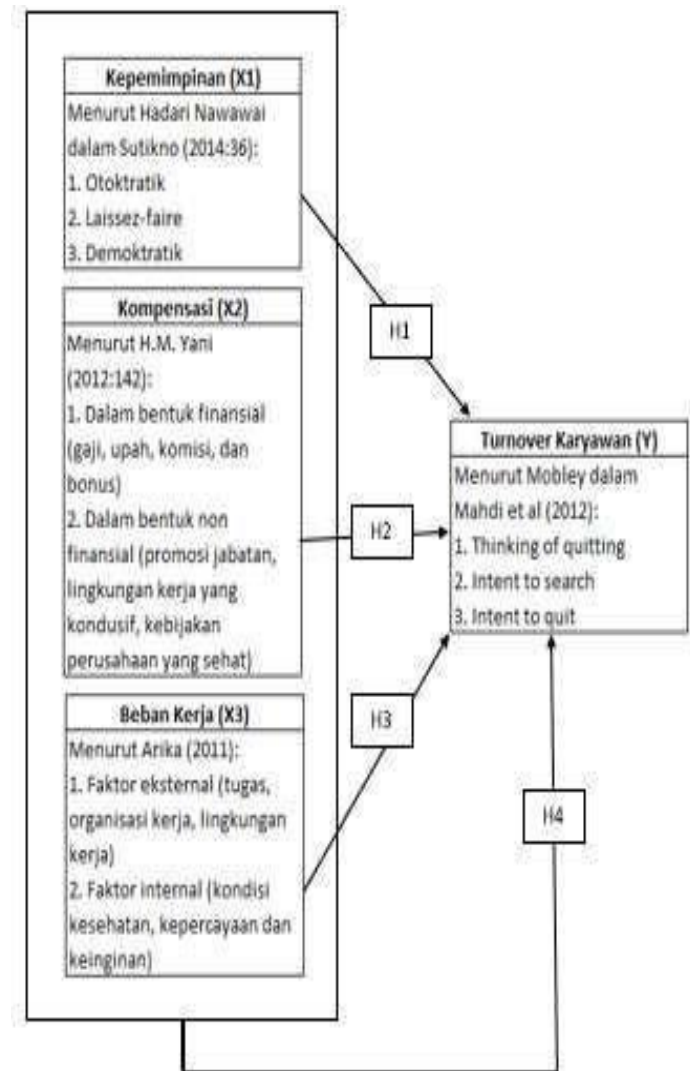 Kepemimpinan (X1)
Menurut Hadari Nawawai
dalam Sutikno (2014:36):
1. Otoktratik
2. Laissez-faire
3. Demoktratik
Kompensasi (X2)
Menurut H.M. Yani
(2012:142):
1. Dalam bentuk finansial
(gaji, upah, komisi, dan
bonus)
2. Dalam bentuk non
finansial (promosi jabatan,
lingkungan kerja yang
kondusif, kebijakan
perusahaan yang sehat)
Beban Kerja (X3)
Menurut Arika (2011):
1. Faktor eksternal (tugas,
organisasi kerja, lingkungan
kerja)
2. Faktor internal (kondisi
kesehatan, kepercayaan dan
keinginan)
H1
H2
H3
H4
Turnover Karyawan (Y)
Menurut Mobley dalam
Mahdi et al (2012):
1. Thinking of quitting
2. Intent to search
3. Intent to quit